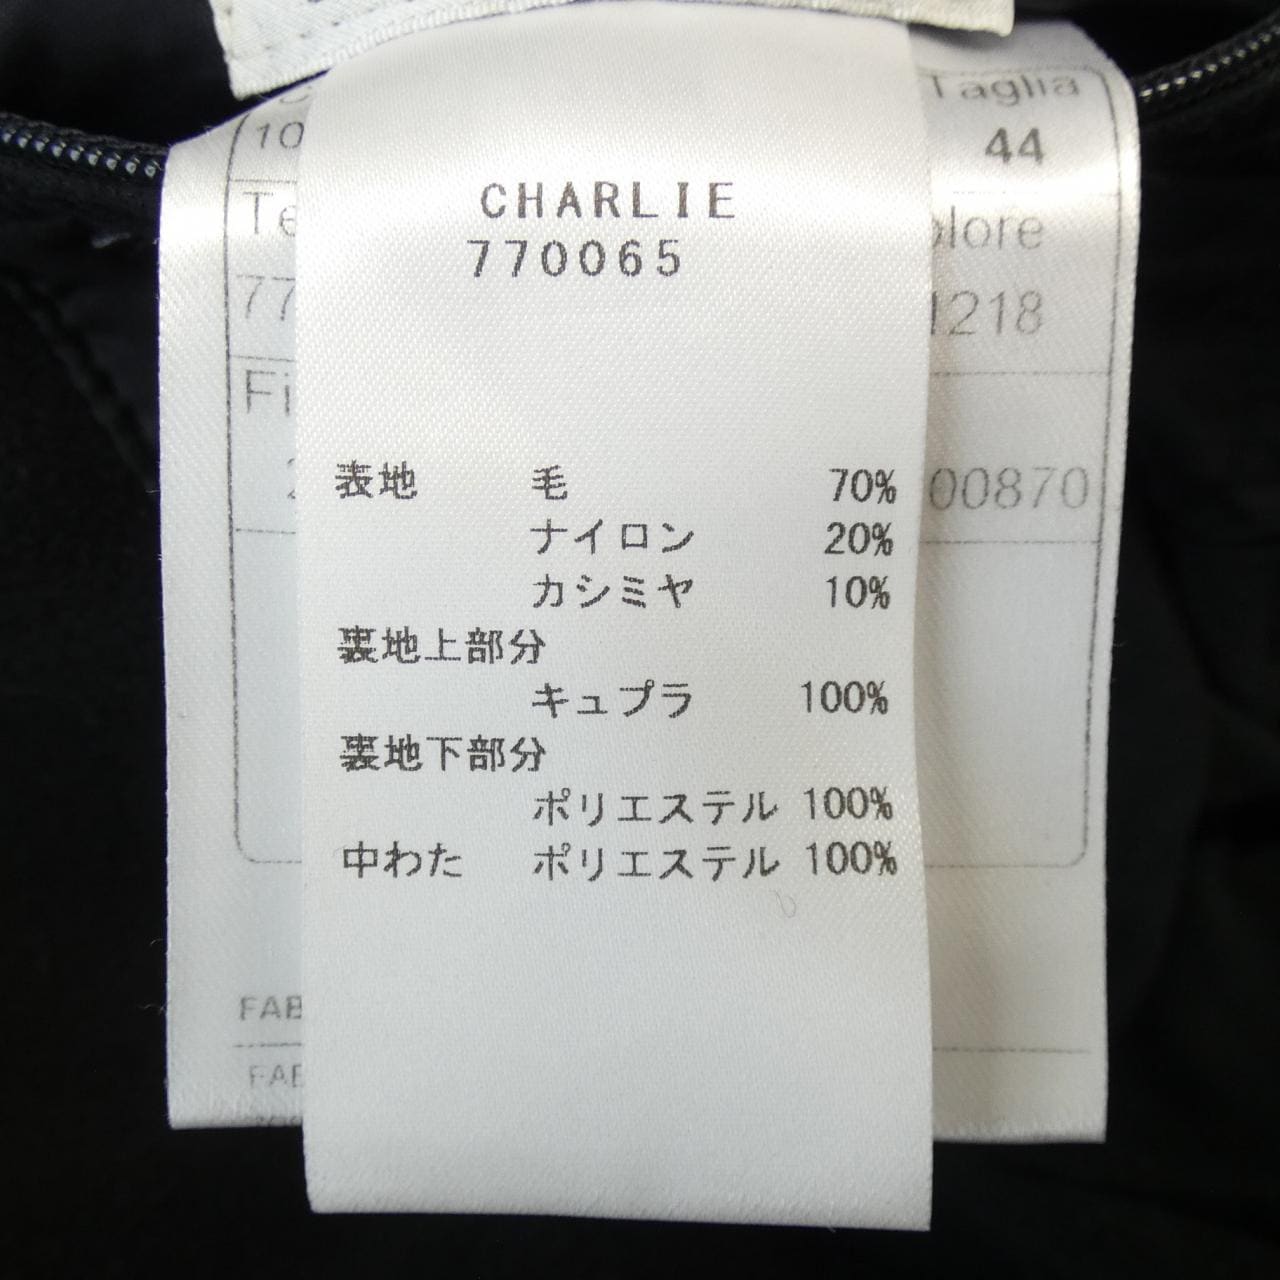 Taglia
10
44
CHARLIE
770065
1218
表地 毛 70%
00870
ナイロン 20%
カシミヤ 10%
裏地上部分
キュプラ 100%
裏地下部分
ポリエステル 100%
中わた ポリエステル 100%